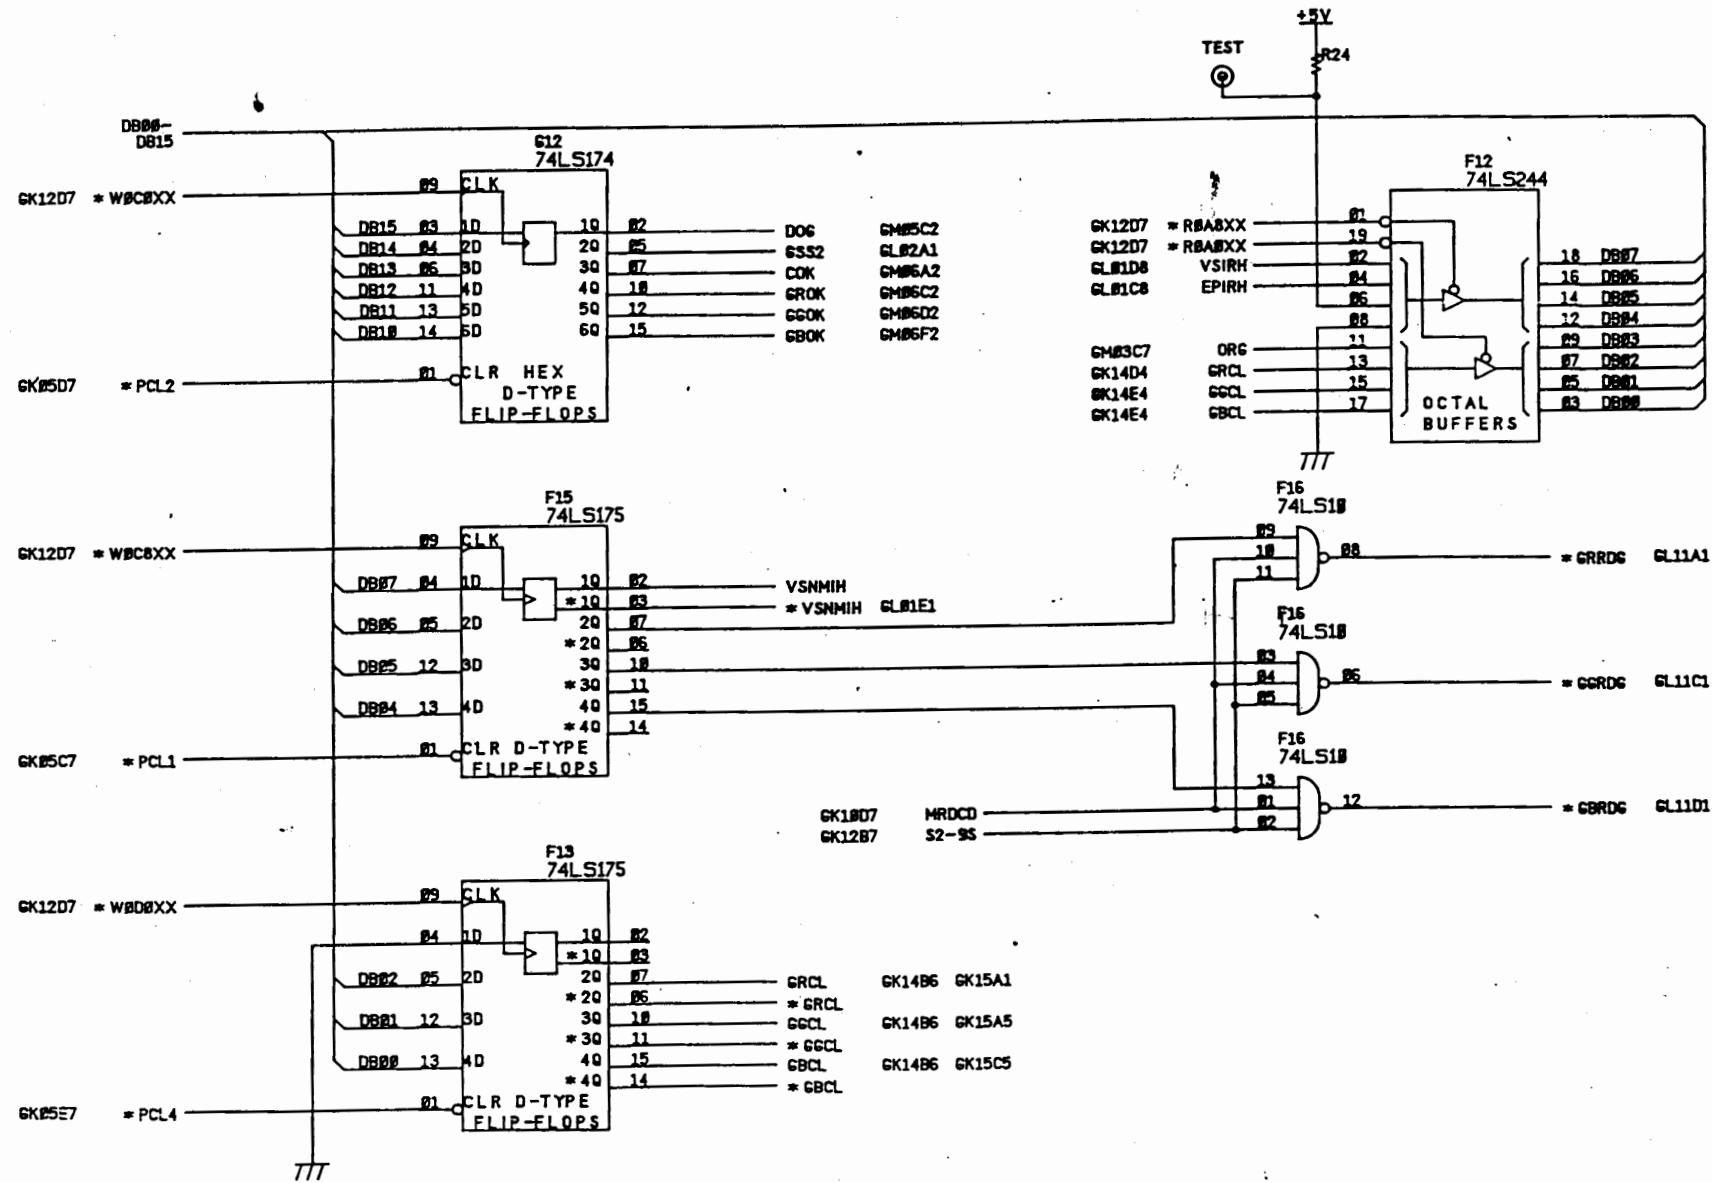 +5V
TEST
R24
DB00-
DB15
G12
74LS174
GK12D7 *W0C0XX 09 CLK
DB15 03 1D 1Q 02 DOG GM05C2
DB14 04 2D 2Q 05 GSS2 GL02A1
DB13 06 3D 3Q 07 COK GM06A2
DB12 11 4D 4Q 10 GROK GM06C2
DB11 13 5D 5Q 12 GGOK GM06D2
DB10 14 6D 6Q 15 GBOK GM06F2
GK05D7 *PCL2 01 CLR HEX
D-TYPE
FLIP-FLOPS
F12
74LS244
GK12D7 *R0A8XX 01
GK12D7 *R0A8XX 19
GL01D8 VSIRH 02 18 DB07
GL01C8 EPIRH 04 16 DB06
06 14 DB05
08 12 DB04
GM03C7 ORG 11 09 DB03
GK14D4 GRCL 13 07 DB02
GK14E4 GGCL 15 05 DB01
GK14E4 GBCL 17 03 DB00
OCTAL
BUFFERS
F15
74LS175
GK12D7 *W0C8XX 09 CLK
DB07 04 1D 1Q 02 VSNMIH
*1Q 03 *VSNMIH GL01E1
DB06 05 2D 2Q 07
*2Q 06
DB05 12 3D 3Q 10
*3Q 11
DB04 13 4D 4Q 15
*4Q 14
GK05C7 *PCL1 01 CLR D-TYPE
FLIP-FLOPS
F16
74LS10
09
10 08 *GRRDG GL11A1
11
F16
74LS10
03
04 06 *GGRDG GL11C1
05
F16
74LS10
13
GK10D7 MRDCD 01 12 *GBRDG GL11D1
GK12B7 S2-9S 02
F13
74LS175
GK12D7 *W0D0XX 09 CLK
04 1D 1Q 02
*1Q 03
DB02 05 2D 2Q 07 GRCL GK14B6 GK15A1
*2Q 06 *GRCL
DB01 12 3D 3Q 10 GGCL GK14B6 GK15A5
*3Q 11 *GGCL
DB00 13 4D 4Q 15 GBCL GK14B6 GK15C5
*4Q 14 *GBCL
GK05E7 *PCL4 01 CLR D-TYPE
FLIP-FLOPS